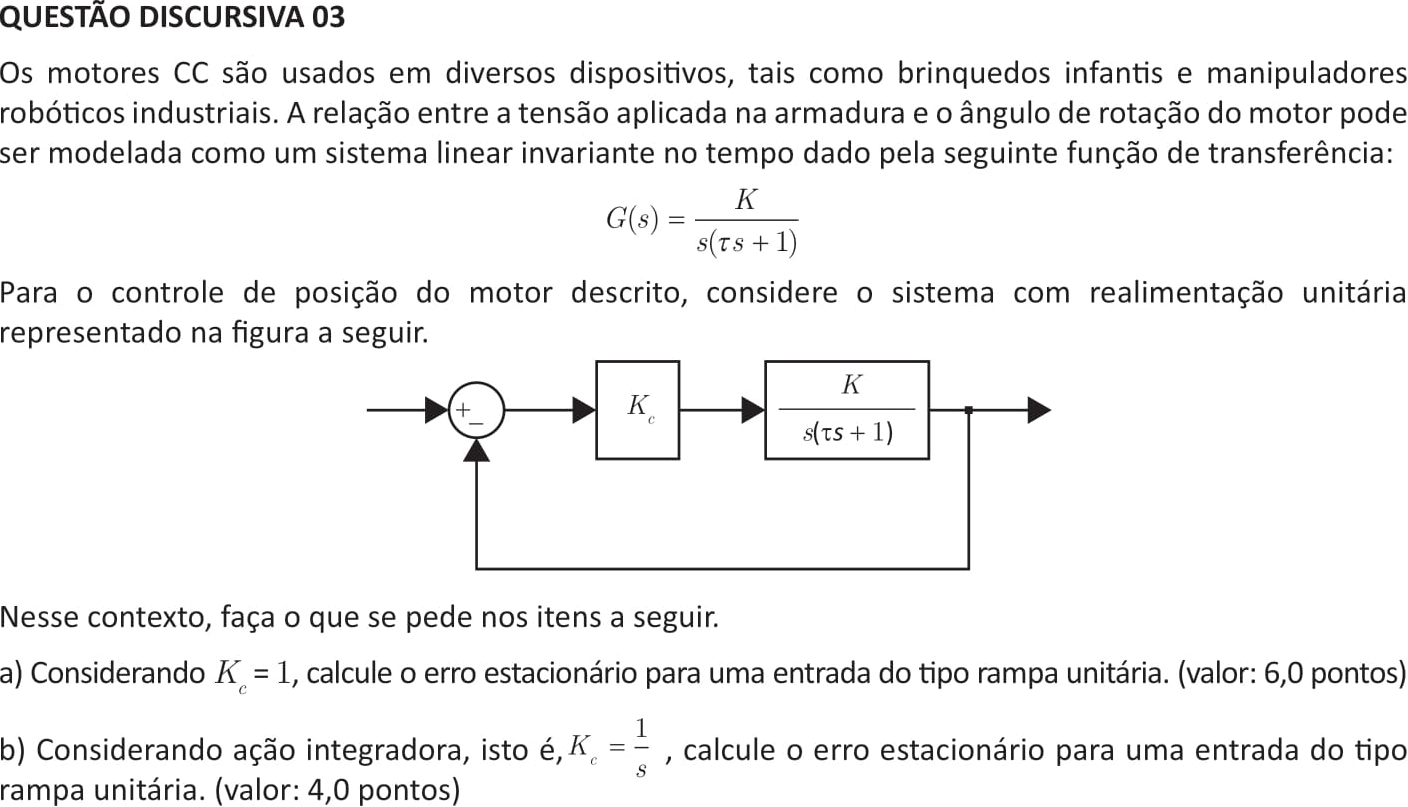 QUESTÃO DISCURSIVA 03
Os motores CC são usados em diversos dispositivos, tais como brinquedos infantis e manipuladores
robóticos industriais. A relação entre a tensão aplicada na armadura e o ângulo de rotação do motor pode
ser modelada como um sistema linear invariante no tempo dado pela seguinte função de transferência:
G(s) = K / s(τs + 1)
Para o controle de posição do motor descrito, considere o sistema com realimentação unitária
representado na figura a seguir.
+ − K_c K / s(τs + 1)
Nesse contexto, faça o que se pede nos itens a seguir.
a) Considerando K_c = 1, calcule o erro estacionário para uma entrada do tipo rampa unitária. (valor: 6,0 pontos)
b) Considerando ação integradora, isto é, K_c = 1/s , calcule o erro estacionário para uma entrada do tipo
rampa unitária. (valor: 4,0 pontos)